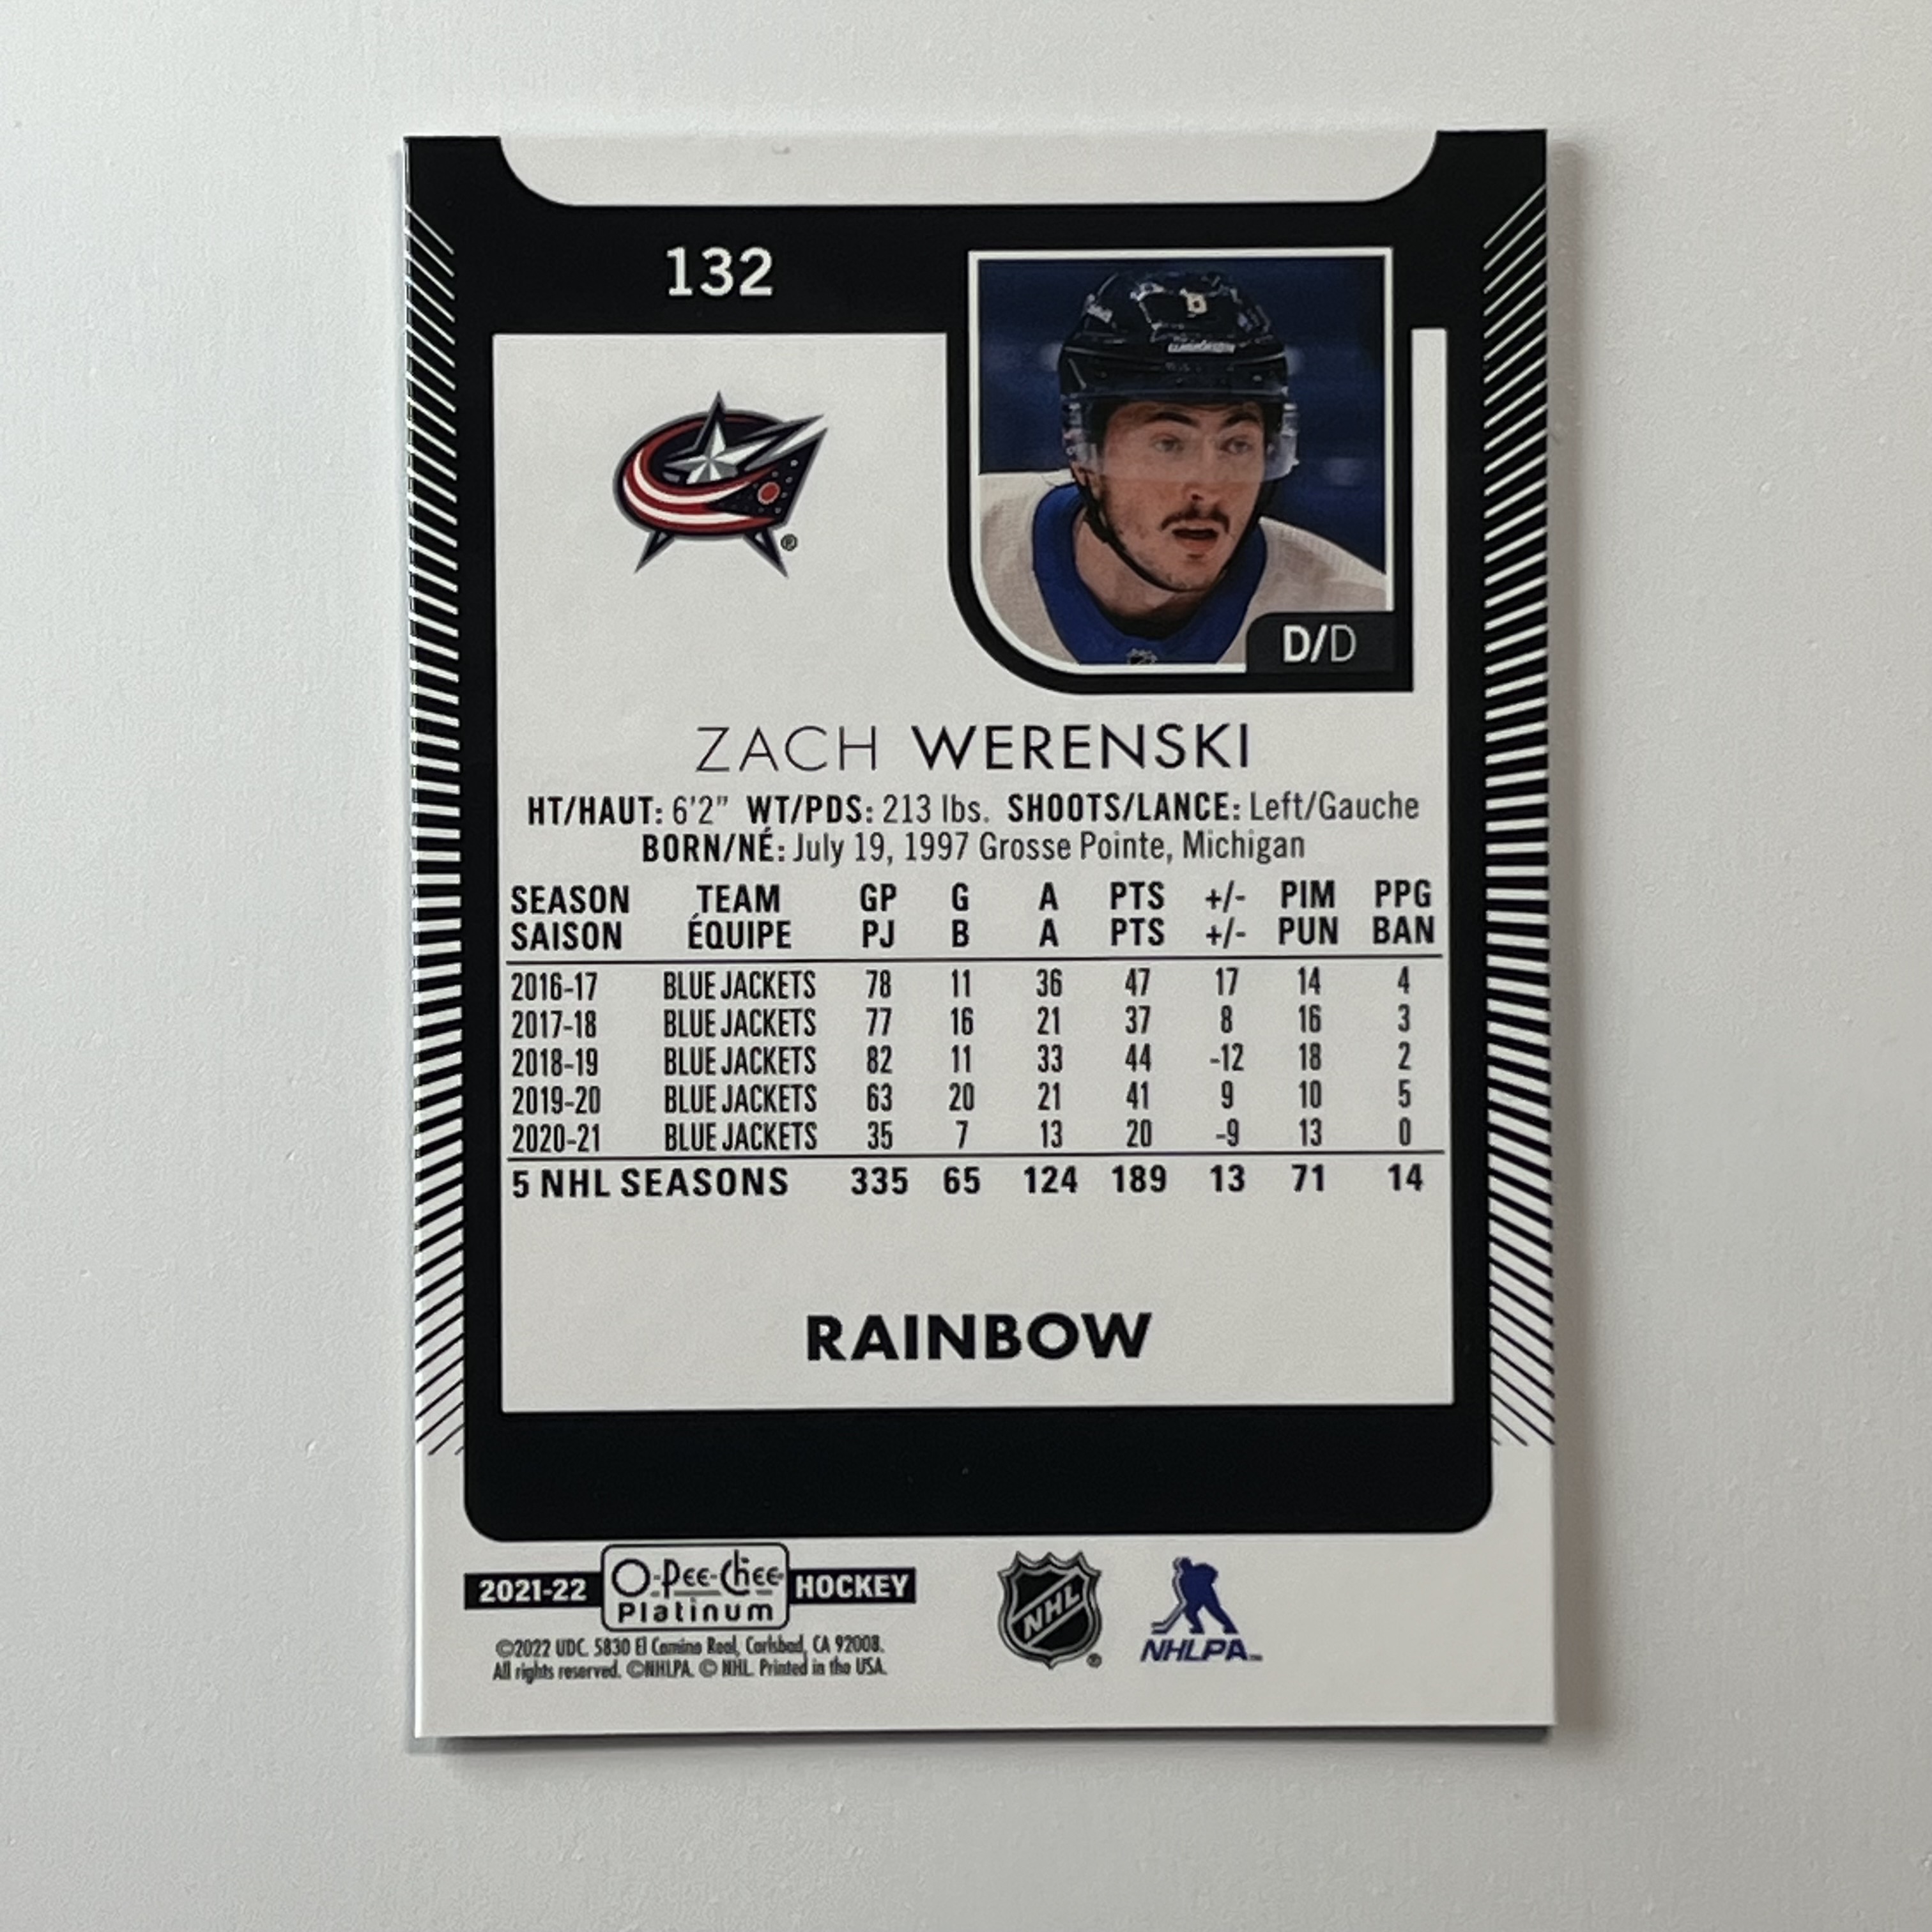 132
8
D/D
ZACH WERENSKI
HT/HAUT: 6'2" WT/PDS: 213 lbs. SHOOTS/LANCE: Left/Gauche
BORN/NÉ: July 19, 1997 Grosse Pointe, Michigan
SEASON TEAM GP G A PTS +/- PIM PPG
SAISON ÉQUIPE PJ B A PTS +/- PUN BAN
2016-17 BLUE JACKETS 78 11 36 47 17 14 4
2017-18 BLUE JACKETS 77 16 21 37 8 16 3
2018-19 BLUE JACKETS 82 11 33 44 -12 18 2
2019-20 BLUE JACKETS 63 20 21 41 9 10 5
2020-21 BLUE JACKETS 35 7 13 20 -9 13 0
5 NHL SEASONS 335 65 124 189 13 71 14
RAINBOW
2021-22 O-Pee-Chee HOCKEY
Platinum
©2022 UDC. 5830 El Camino Real, Carlsbad, CA 92008.
All rights reserved. ©NHLPA. © NHL. Printed in the USA.
NHL ®
NHLPA™